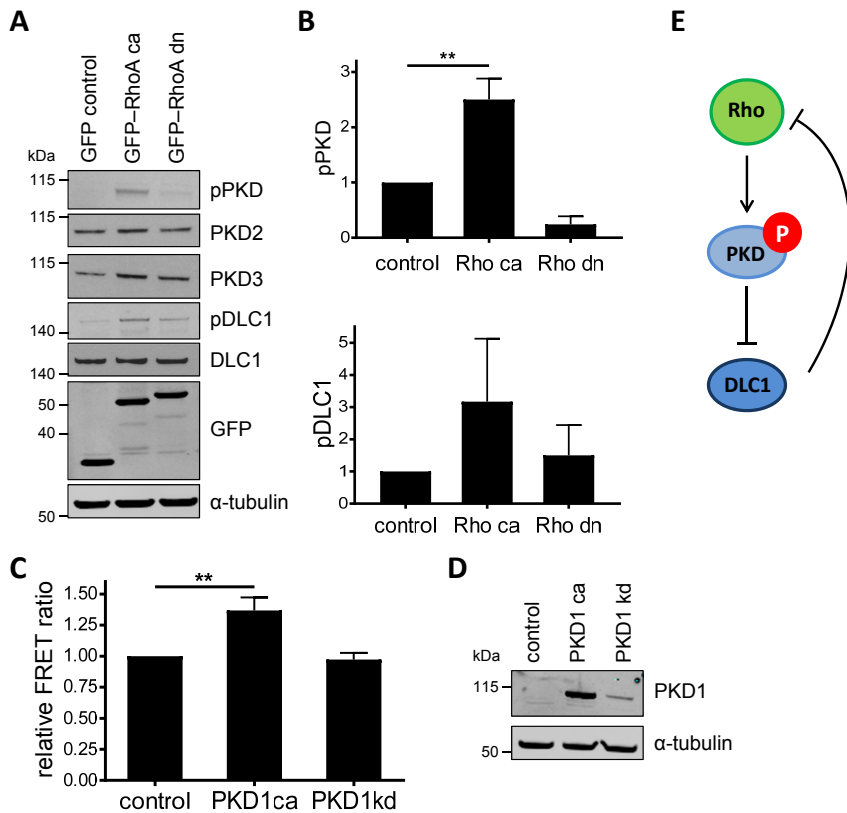 A
GFP control
GFP–RhoA ca
GFP–RhoA dn
kDa
115
pPKD
115
PKD2
115
PKD3
140
pDLC1
140
DLC1
50
40
GFP
50
α-tubulin
B
**
pPKD
3
2
1
0
control Rho ca Rho dn
pDLC1
5
4
3
2
1
0
control Rho ca Rho dn
E
Rho
P
PKD
DLC1
C
**
relative FRET ratio
1.50
1.25
1.00
0.75
0.50
0.25
0.00
control PKD1ca PKD1kd
D
control
PKD1 ca
PKD1 kd
kDa
115
PKD1
50
α-tubulin